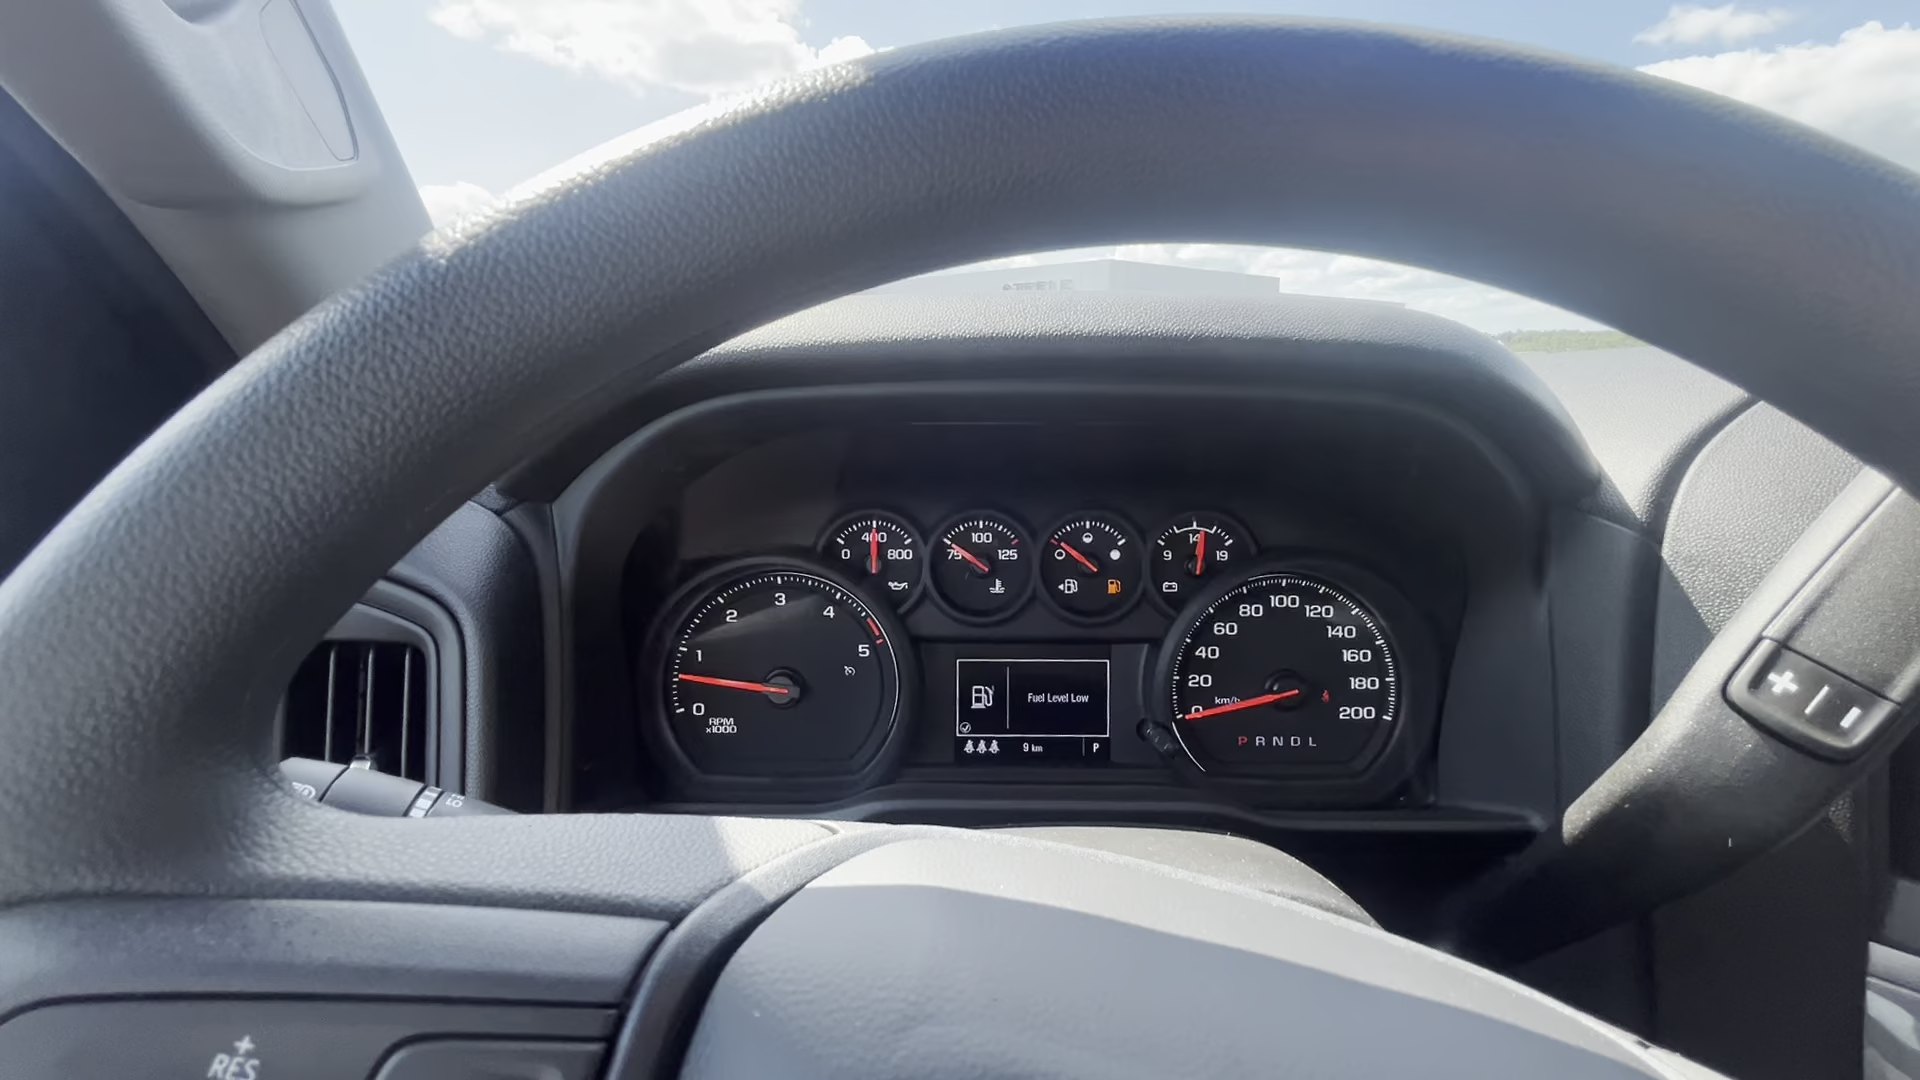 0 400 800
75 100 125
9 14 19
0 1 2 3 4 5
RPM
x1000
Fuel Level Low
9 km
P
0 20 40 60 80 100 120 140 160 180 200
km/h
P R N D L
+
RES
+ | -